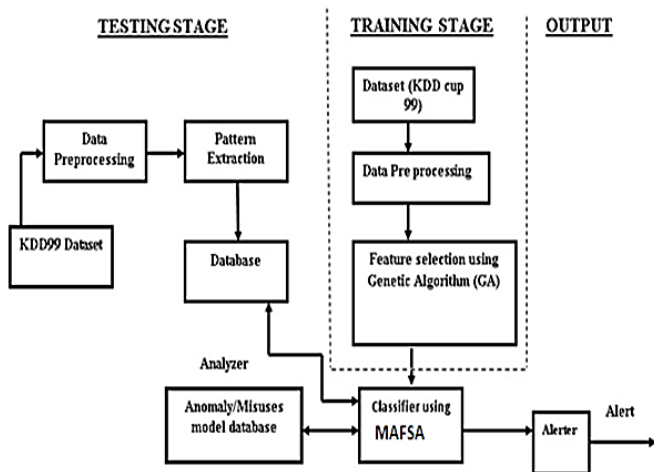 TESTING STAGE
TRAINING STAGE
OUTPUT
Dataset (KDD cup
99)
Data
Preprocessing
Pattern
Extraction
Data Pre processing
KDD99 Dataset
Database
Feature selection using
Genetic Algorithm (GA)
Analyzer
Anomaly/Misuses
model database
Classifier using
MAFSA
Alerter
Alert